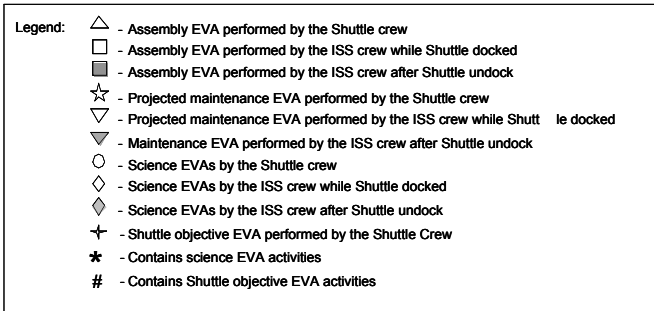 Legend:
- Assembly EVA performed by the Shuttle crew
- Assembly EVA performed by the ISS crew while Shuttle docked
- Assembly EVA performed by the ISS crew after Shuttle undock
- Projected maintenance EVA performed by the Shuttle crew
- Projected maintenance EVA performed by the ISS crew while Shutt le docked
- Maintenance EVA performed by the ISS crew after Shuttle undock
- Science EVAs by the Shuttle crew
- Science EVAs by the ISS crew while Shuttle docked
- Science EVAs by the ISS crew after Shuttle undock
- Shuttle objective EVA performed by the Shuttle Crew
* - Contains science EVA activities
# - Contains Shuttle objective EVA activities